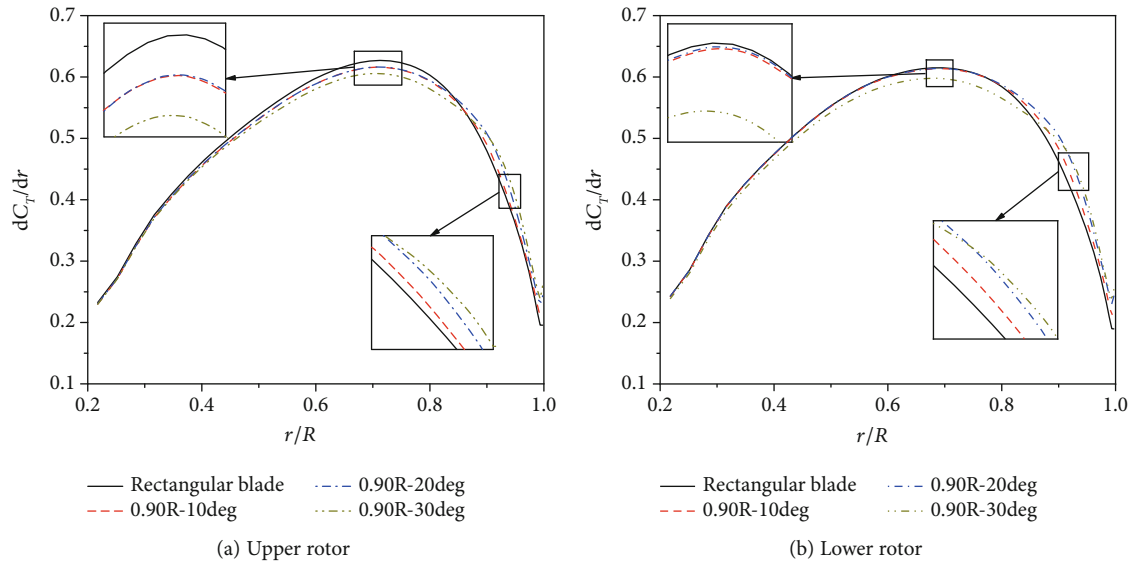 dC_T/dr
0.7
0.6
0.5
0.4
0.3
0.2
0.1
0.2 0.4 0.6 0.8 1.0
r/R
Rectangular blade
0.90R-20deg
0.90R-10deg
0.90R-30deg
(a) Upper rotor
dC_T/dr
0.7
0.6
0.5
0.4
0.3
0.2
0.1
0.2 0.4 0.6 0.8 1.0
r/R
Rectangular blade
0.90R-20deg
0.90R-10deg
0.90R-30deg
(b) Lower rotor